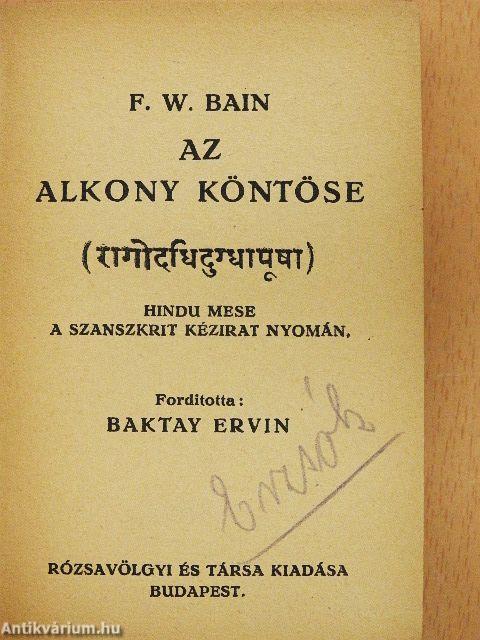 F. W. BAIN
AZ
ALKONY KÖNTÖSE
(रागोदधिदुग्धापूषा)
HINDU MESE
A SZANSZKRIT KÉZIRAT NYOMÁN.
Forditotta:
BAKTAY ERVIN
RÓZSAVÖLGYI ÉS TÁRSA KIADÁSA
BUDAPEST.
Antikvárium.hu